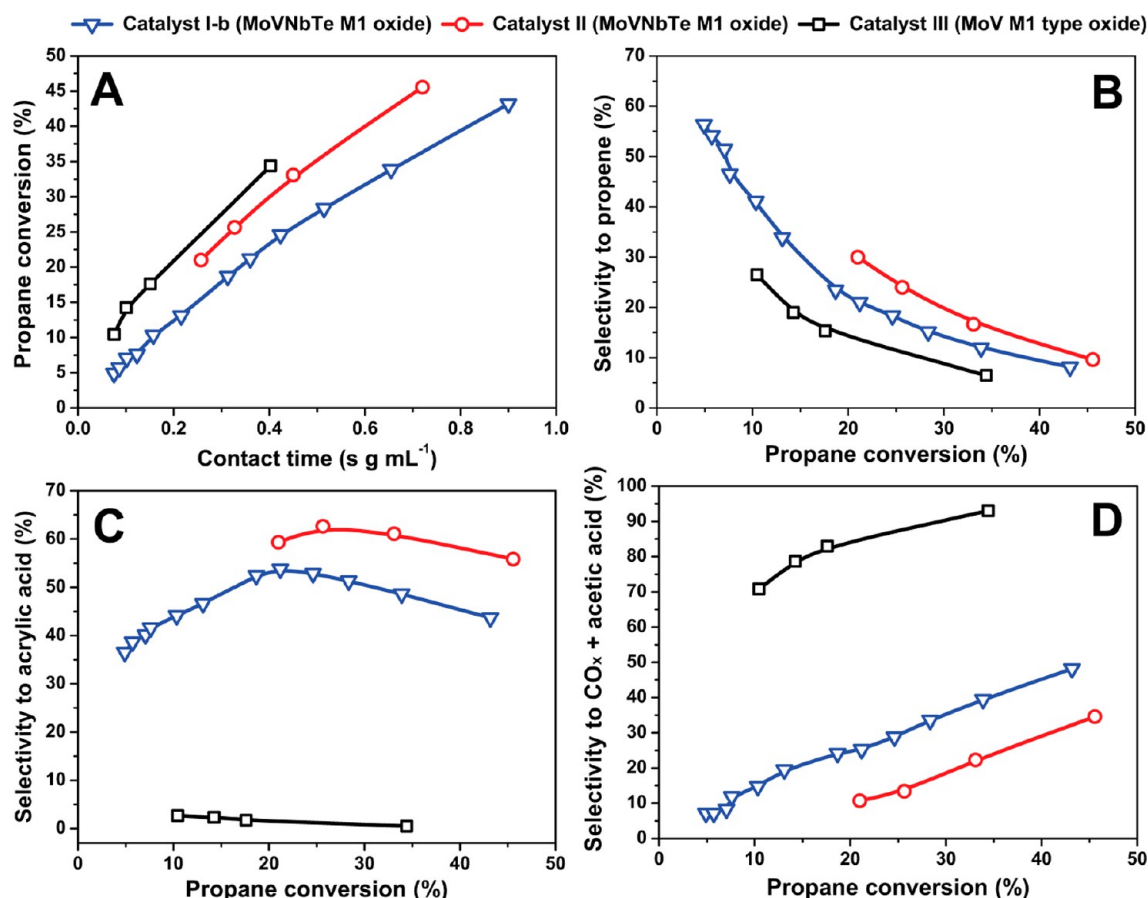 Catalyst I-b (MoVNbTe M1 oxide) Catalyst II (MoVNbTe M1 oxide) Catalyst III (MoV M1 type oxide)
A
Propane conversion (%)
50
45
40
35
30
25
20
15
10
5
0
0.0 0.2 0.4 0.6 0.8 1.0
Contact time (s g mL⁻¹)
B
Selectivity to propene (%)
70
60
50
40
30
20
10
0
0 10 20 30 40 50
Propane conversion (%)
C
Selectivity to acrylic acid (%)
70
60
50
40
30
20
10
0
0 10 20 30 40 50
Propane conversion (%)
D
Selectivity to COₓ + acetic acid (%)
100
90
80
70
60
50
40
30
20
10
0
0 10 20 30 40 50
Propane conversion (%)